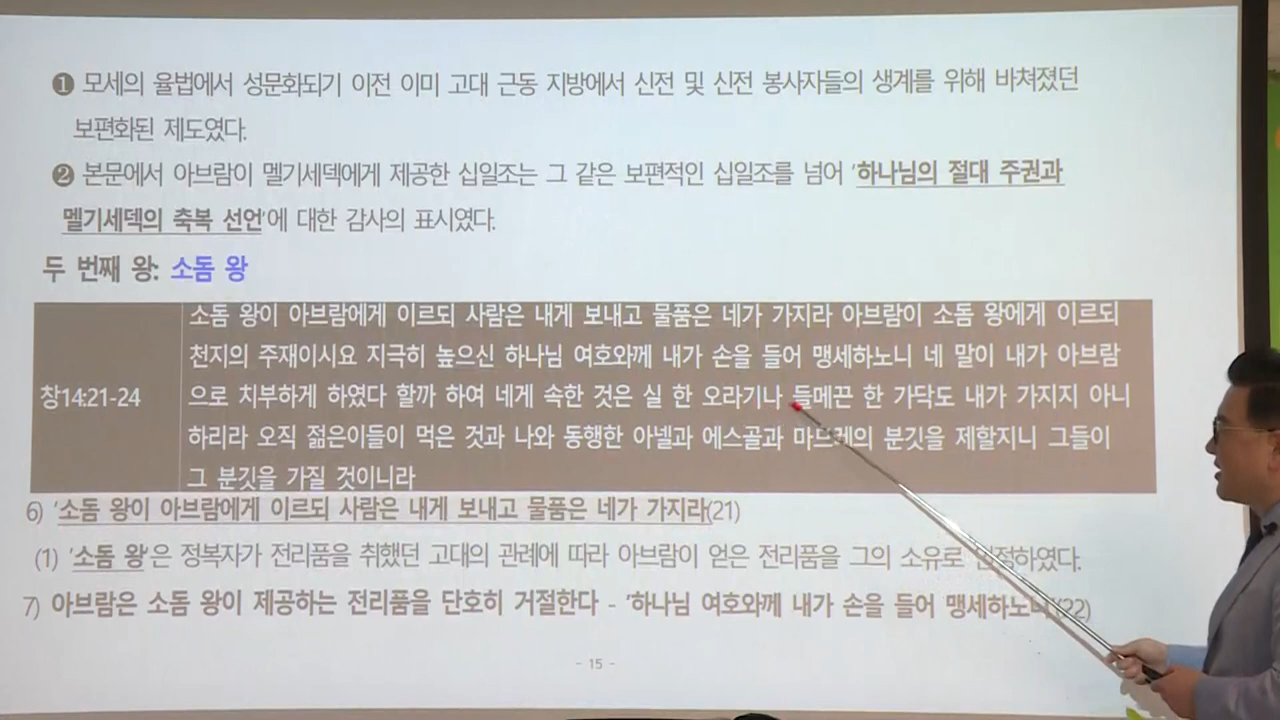 ❶ 모세의 율법에서 성문화되기 이전 이미 고대 근동 지방에서 신전 및 신전 봉사자들의 생계를 위해 바쳐졌던
보편화된 제도였다.
❷ 본문에서 아브람이 멜기세덱에게 제공한 십일조는 그 같은 보편적인 십일조를 넘어 '하나님의 절대 주권과
멜기세덱의 축복 선언'에 대한 감사의 표시였다.
두 번째 왕: 소돔 왕
창14:21-24
소돔 왕이 아브람에게 이르되 사람은 내게 보내고 물품은 네가 가지라 아브람이 소돔 왕에게 이르되
천지의 주재이시요 지극히 높으신 하나님 여호와께 내가 손을 들어 맹세하노니 네 말이 내가 아브람
으로 치부하게 하였다 할까 하여 네게 속한 것은 실 한 오라기나 들메끈 한 가닥도 내가 가지지 아니
하리라 오직 젊은이들이 먹은 것과 나와 동행한 아넬과 에스골과 마므레의 분깃을 제할지니 그들이
그 분깃을 가질 것이니라
6) '소돔 왕이 아브람에게 이르되 사람은 내게 보내고 물품은 네가 가지라(21)
(1) '소돔 왕'은 정복자가 전리품을 취했던 고대의 관례에 따라 아브람이 얻은 전리품을 그의 소유로 인정하였다.
7) 아브람은 소돔 왕이 제공하는 전리품을 단호히 거절한다 - '하나님 여호와께 내가 손을 들어 맹세하노니'(22)
- 15 -